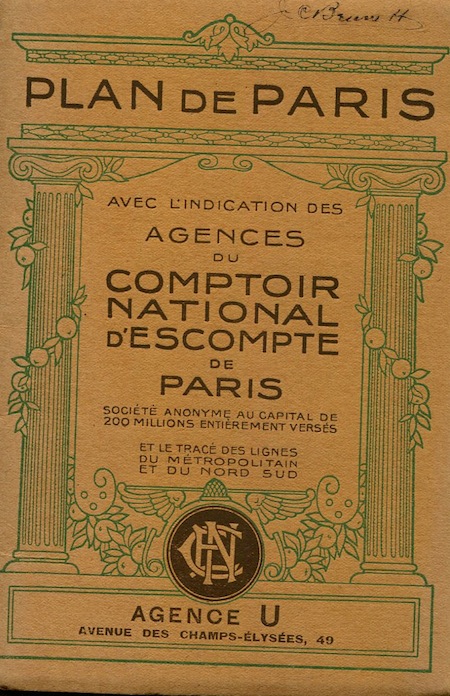 PLAN DE PARIS
AVEC L'INDICATION DES
AGENCES
DU
COMPTOIR
NATIONAL
D'ESCOMPTE
DE
PARIS
SOCIÉTÉ ANONYME AU CAPITAL DE
200 MILLIONS ENTIÈREMENT VERSÉS
ET LE TRACÉ DES LIGNES
DU MÉTROPOLITAIN
ET DU NORD SUD
AGENCE U
AVENUE DES CHAMPS-ÉLYSÉES, 49